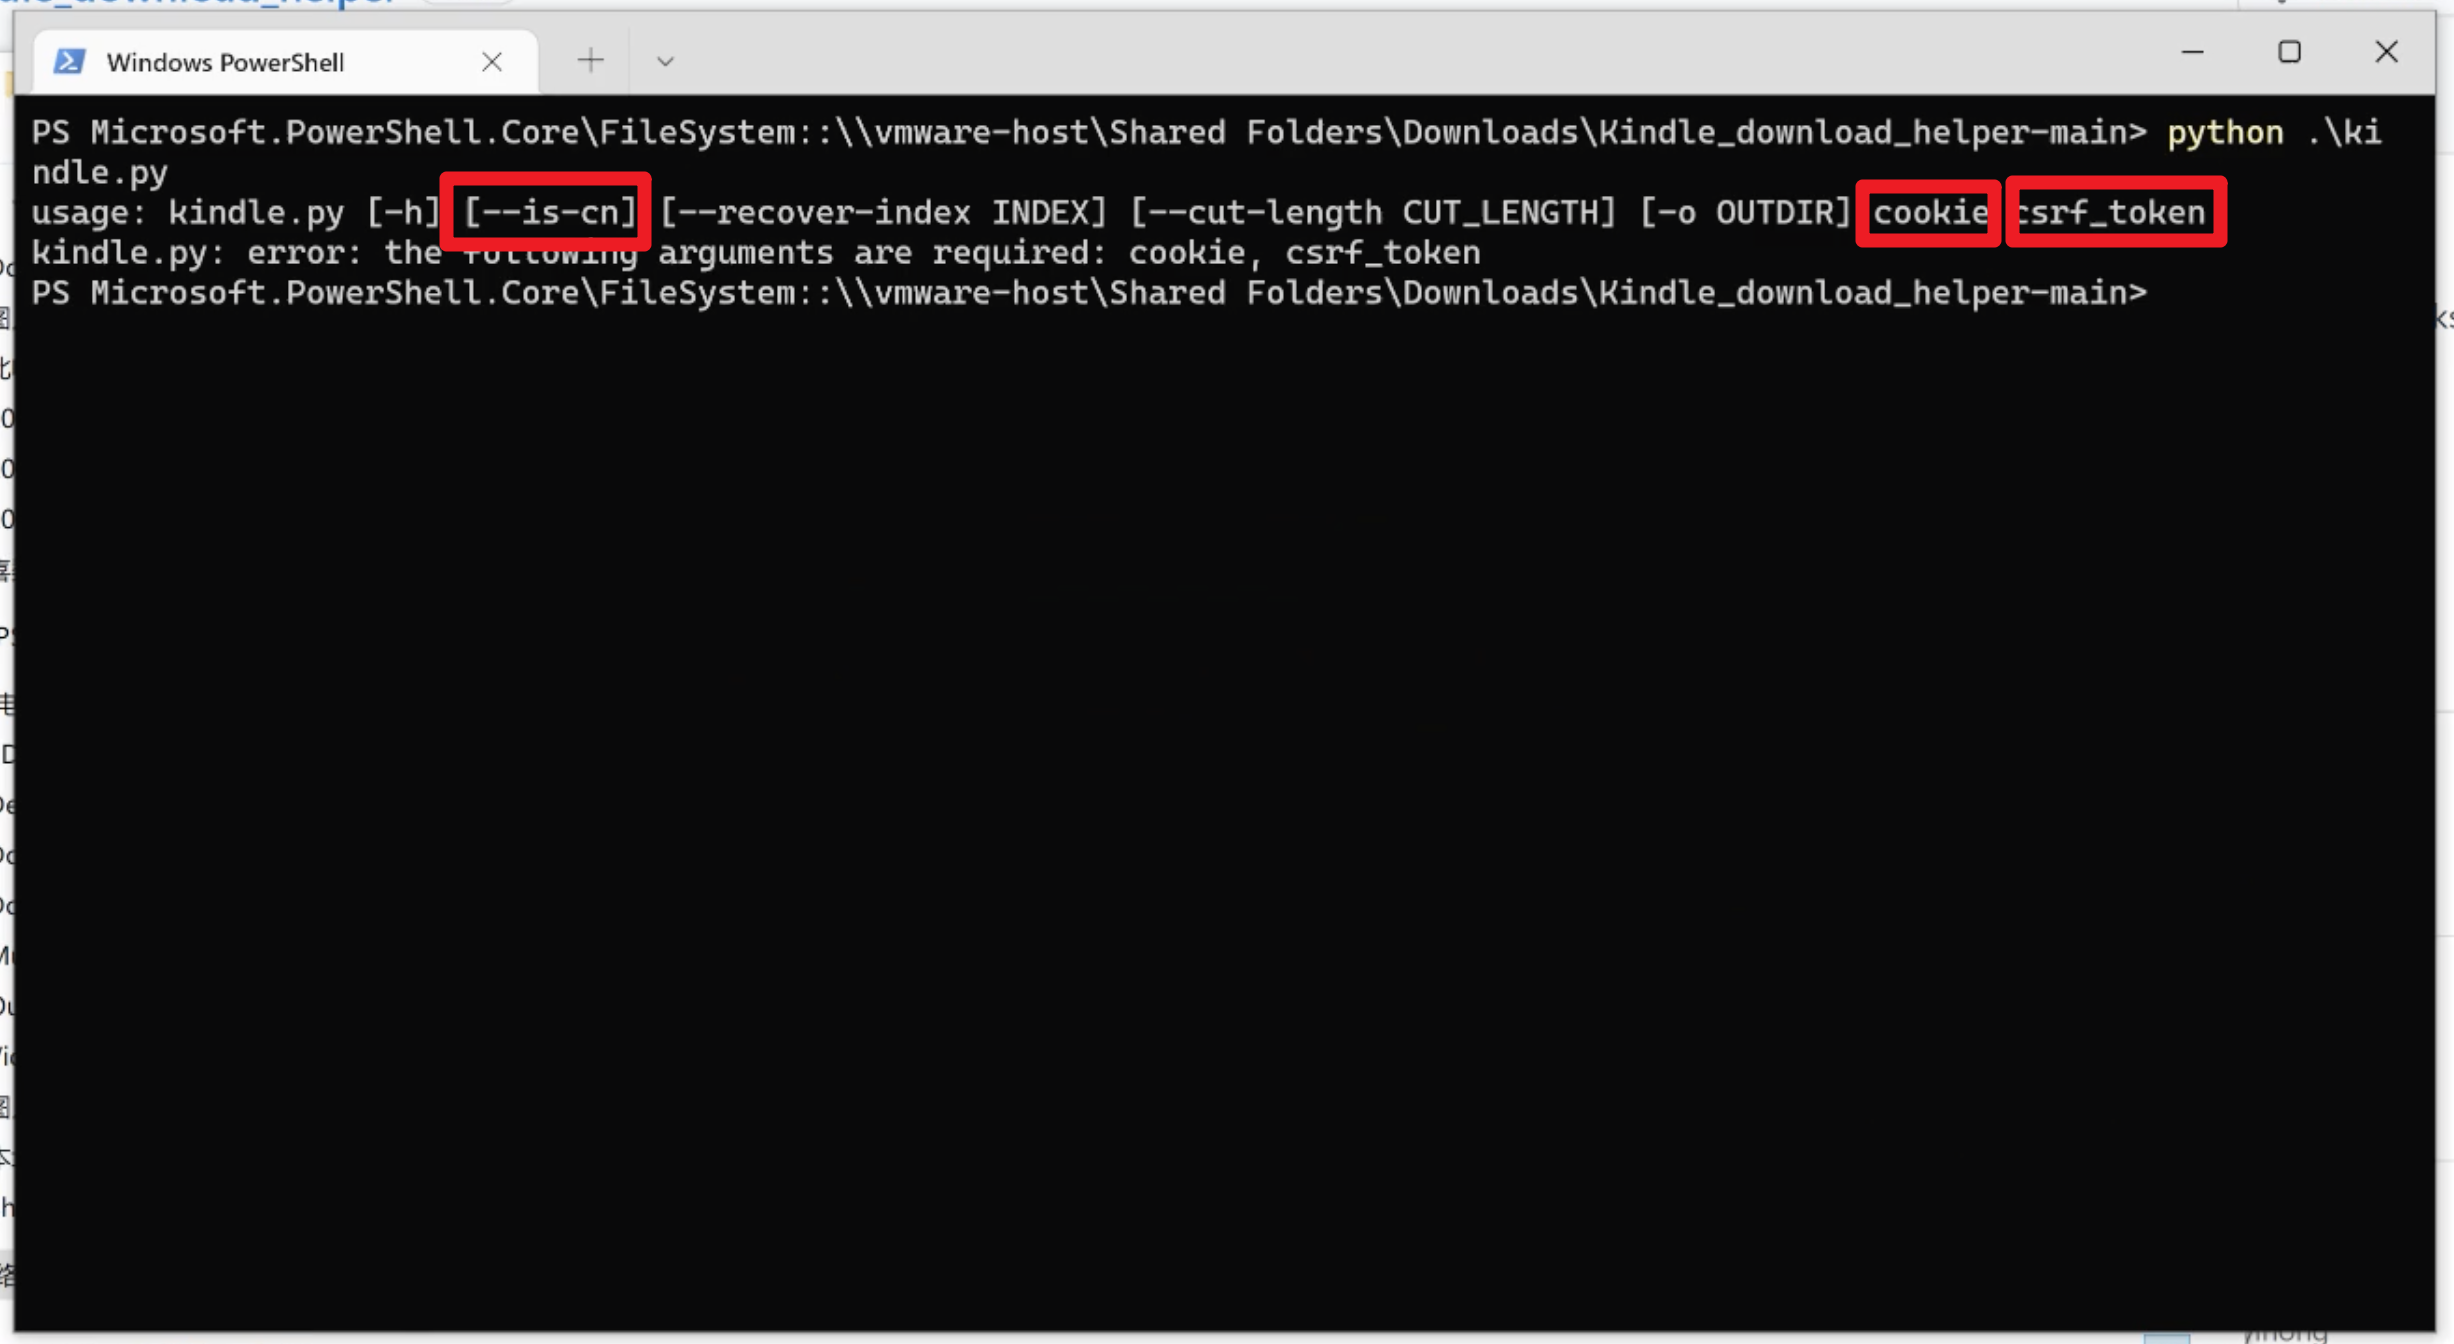 Windows PowerShell
PS Microsoft.PowerShell.Core\FileSystem::\\vmware-host\Shared Folders\Downloads\Kindle_download_helper-main> python .\ki
ndle.py
usage: kindle.py [-h] [--is-cn] [--recover-index INDEX] [--cut-length CUT_LENGTH] [-o OUTDIR] cookie csrf_token
kindle.py: error: the following arguments are required: cookie, csrf_token
PS Microsoft.PowerShell.Core\FileSystem::\\vmware-host\Shared Folders\Downloads\Kindle_download_helper-main>